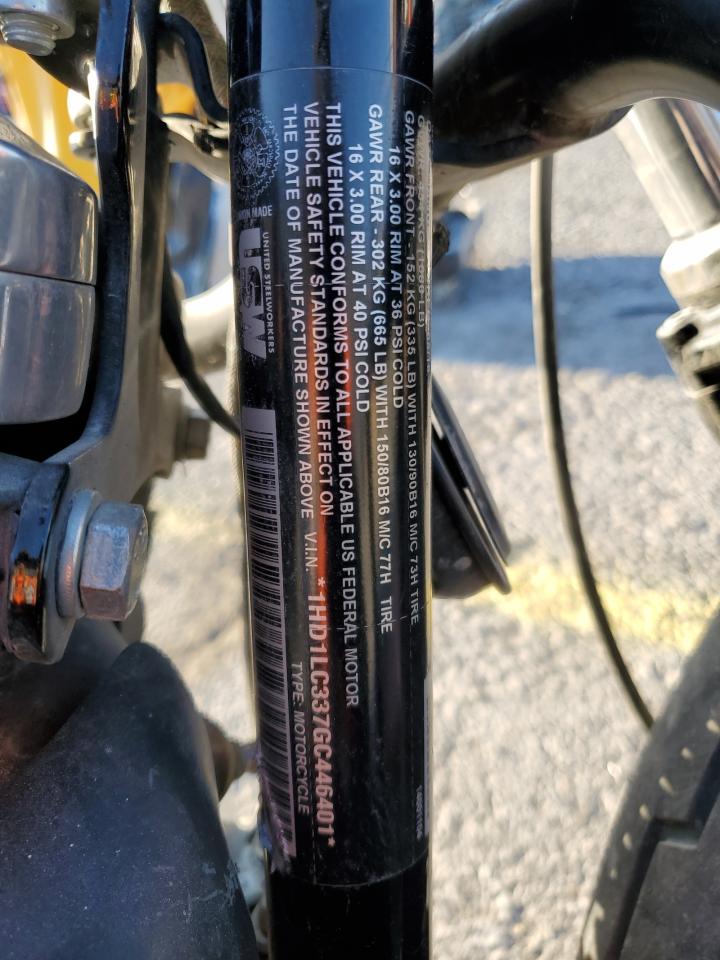 GAWR FRONT - 152 KG (335 LB) WITH 130/90B16 M/C 73H TIRE
16 X 3.00 RIM AT 36 PSI COLD
GAWR REAR - 302 KG (665 LB) WITH 150/80B16 M/C 77H TIRE
16 X 3.00 RIM AT 40 PSI COLD
THIS VEHICLE CONFORMS TO ALL APPLICABLE US FEDERAL MOTOR
VEHICLE SAFETY STANDARDS IN EFFECT ON
THE DATE OF MANUFACTURE SHOWN ABOVE V.I.N. *1HD1LC337GC446401*
TYPE: MOTORCYCLE
UNITED STEELWORKERS
UNION MADE
USW